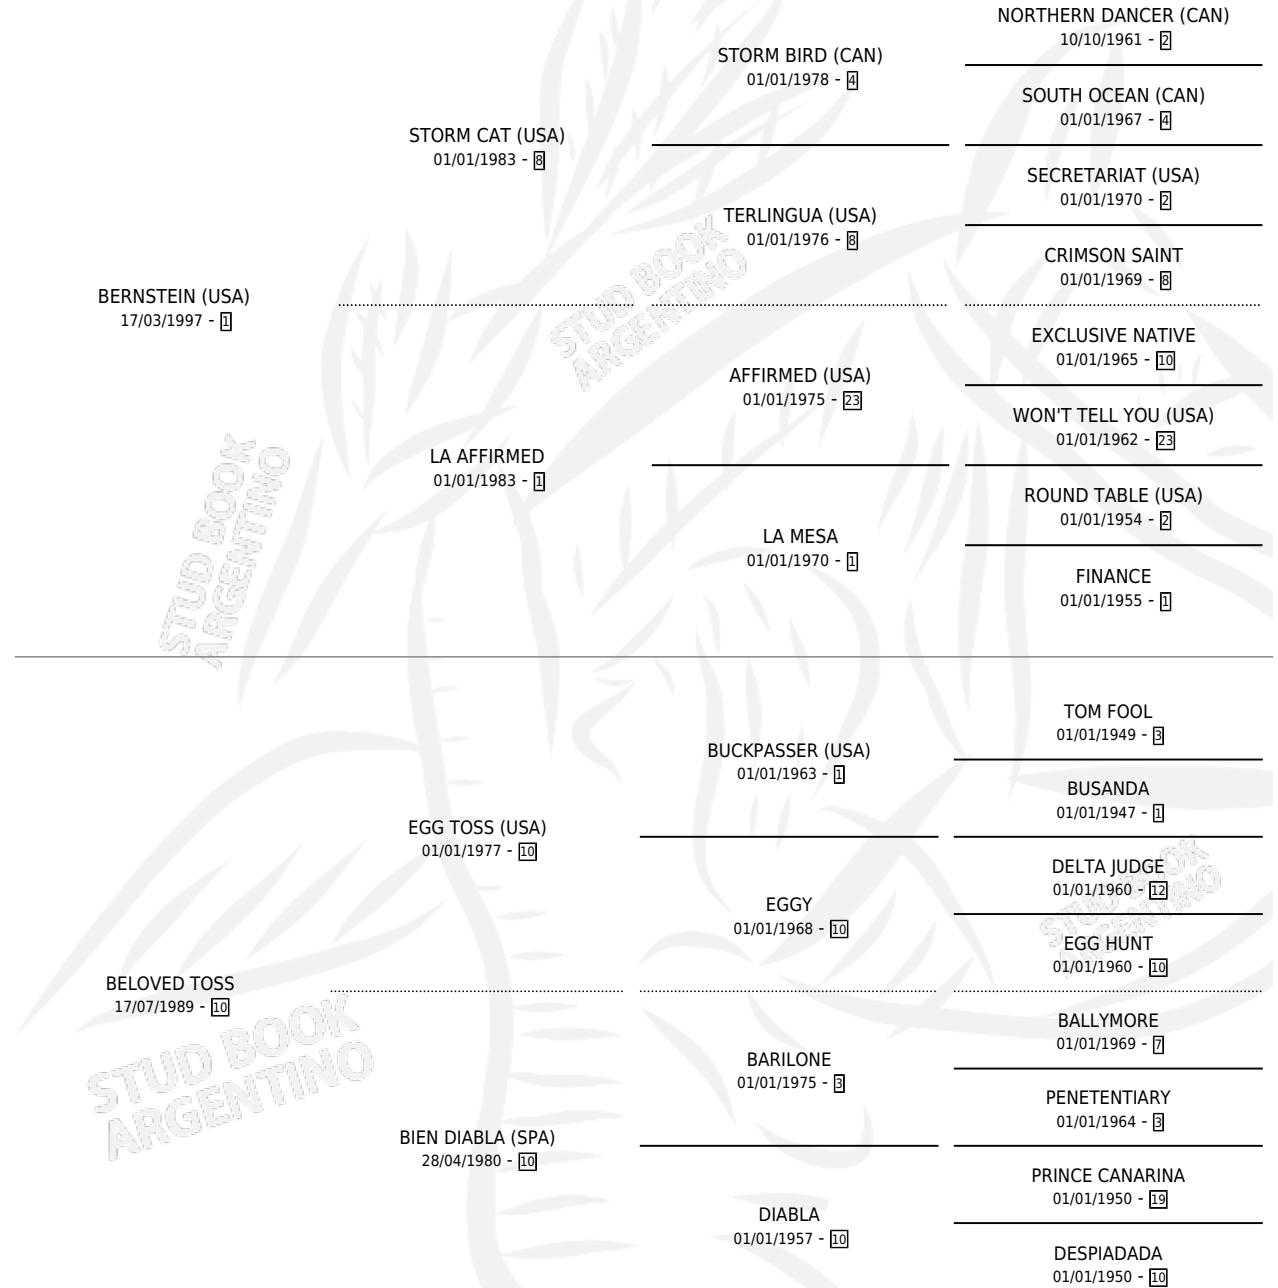 NORTHERN DANCER (CAN)
10/10/1961 - 2
STORM BIRD (CAN)
01/01/1978 - 4
SOUTH OCEAN (CAN)
01/01/1967 - 4
STORM CAT (USA)
01/01/1983 - 8
SECRETARIAT (USA)
01/01/1970 - 2
TERLINGUA (USA)
01/01/1976 - 8
CRIMSON SAINT
01/01/1969 - 8
BERNSTEIN (USA)
17/03/1997 - 1
STUD BOOK
ARGENTINO
EXCLUSIVE NATIVE
01/01/1965 - 10
AFFIRMED (USA)
01/01/1975 - 23
WON'T TELL YOU (USA)
01/01/1962 - 23
LA AFFIRMED
01/01/1983 - 1
STUD BOOK
ARGENTINO
ROUND TABLE (USA)
01/01/1954 - 2
LA MESA
01/01/1970 - 1
FINANCE
01/01/1955 - 1
TOM FOOL
01/01/1949 - 3
BUCKPASSER (USA)
01/01/1963 - 1
BUSANDA
01/01/1947 - 1
EGG TOSS (USA)
01/01/1977 - 10
DELTA JUDGE
01/01/1960 - 12
STUD BOOK
ARGENTINO
EGGY
01/01/1968 - 10
EGG HUNT
01/01/1960 - 10
BELOVED TOSS
17/07/1989 - 10
STUD BOOK
ARGENTINO
BALLYMORE
01/01/1969 - 7
BARILONE
01/01/1975 - 3
PENETENTIARY
01/01/1964 - 3
BIEN DIABLA (SPA)
28/04/1980 - 10
PRINCE CANARINA
01/01/1950 - 19
DIABLA
01/01/1957 - 10
DESPIADADA
01/01/1950 - 10